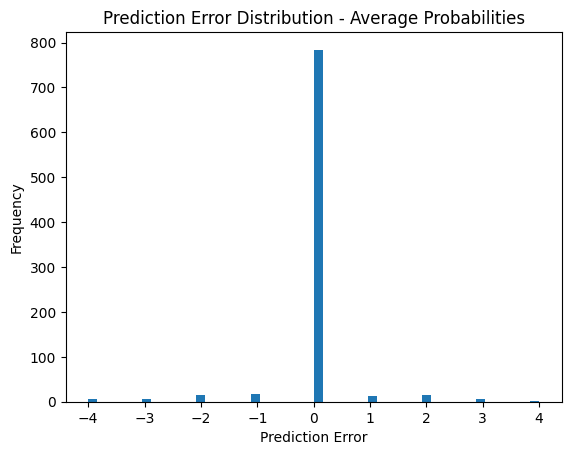 Prediction Error Distribution - Average Probabilities
800
700
600
500
400
300
200
100
0
Frequency
−4 −3 −2 −1 0 1 2 3 4
Prediction Error